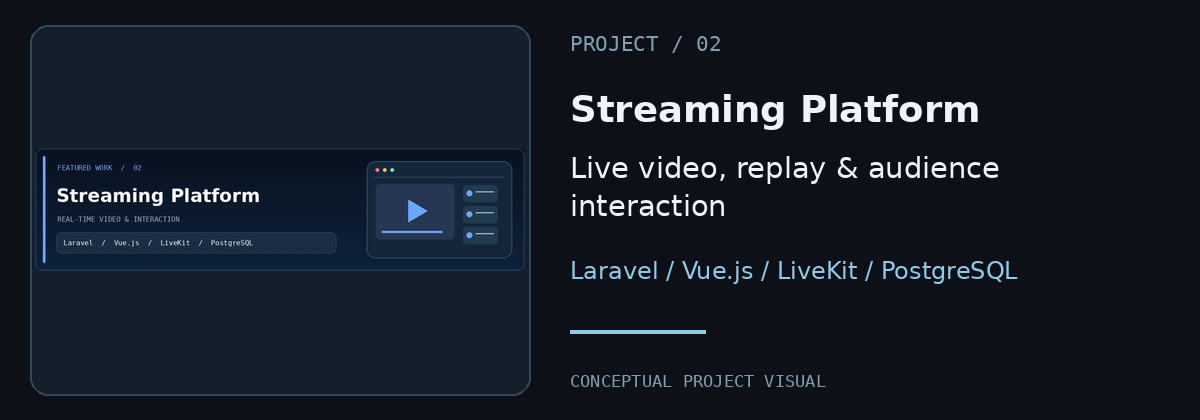 FEATURED WORK / 02
Streaming Platform
REAL-TIME VIDEO & INTERACTION
Laravel / Vue.js / LiveKit / PostgreSQL
PROJECT / 02
Streaming Platform
Live video, replay & audience
interaction
Laravel / Vue.js / LiveKit / PostgreSQL
CONCEPTUAL PROJECT VISUAL